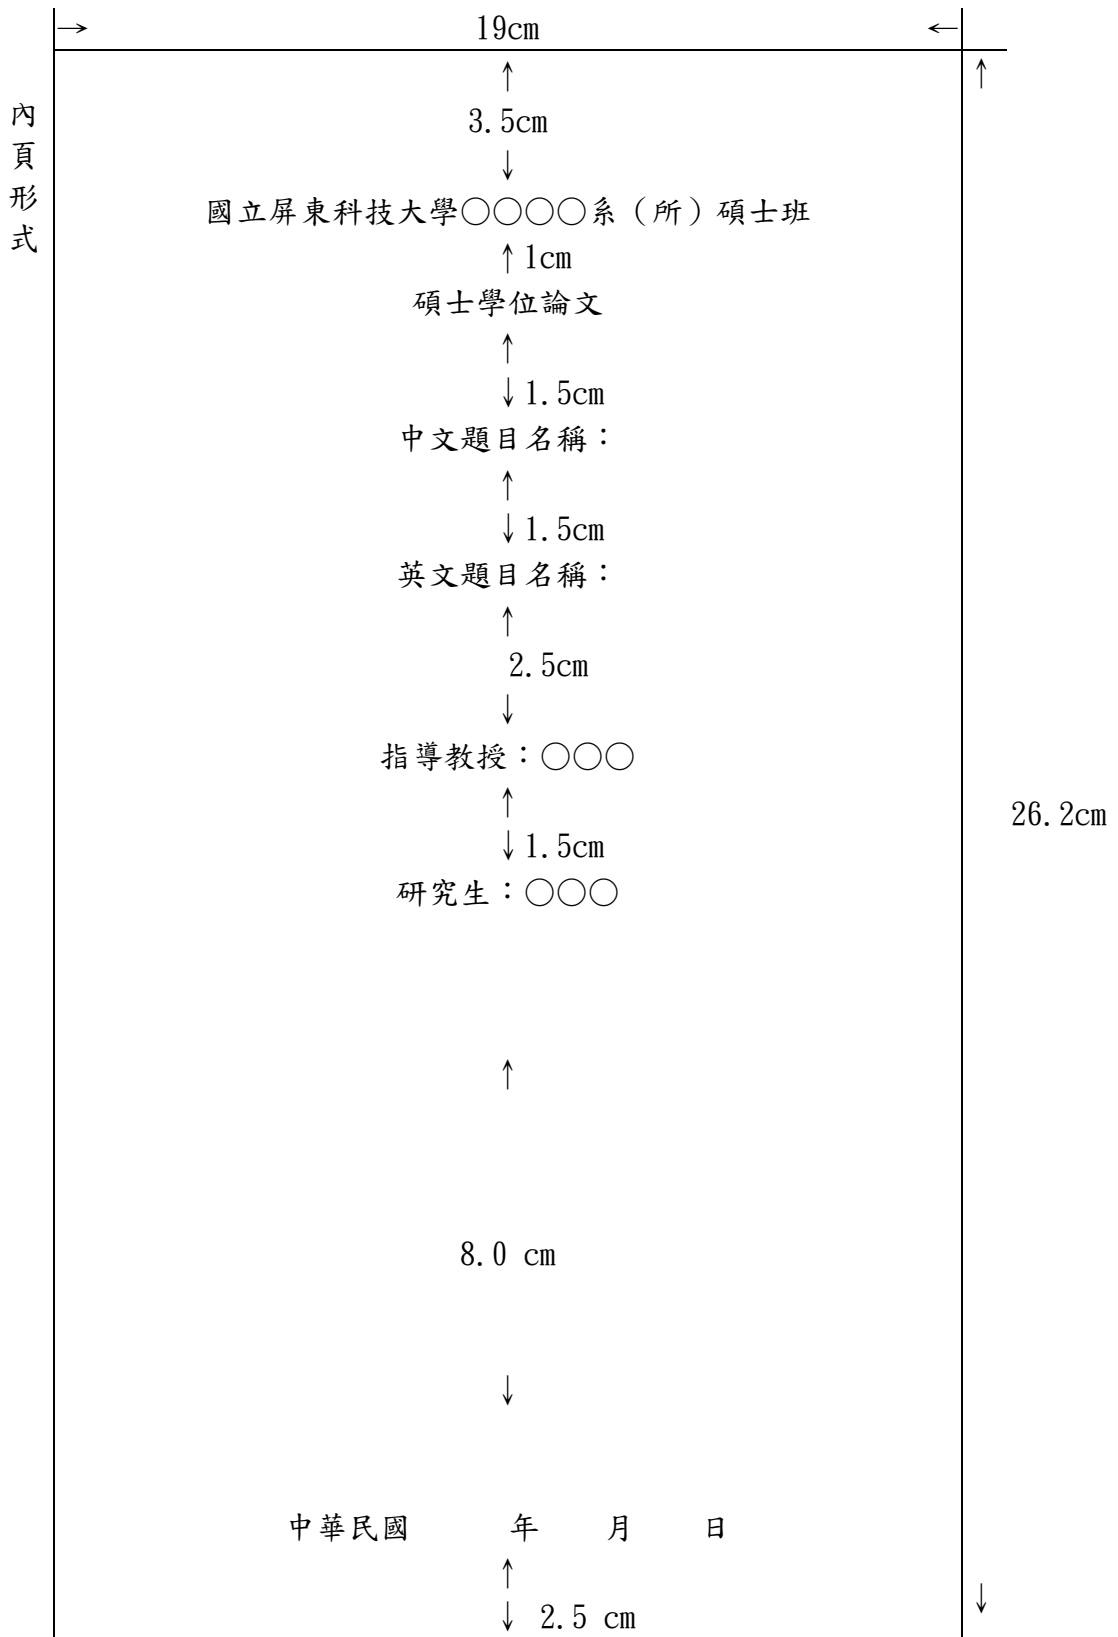 → 19cm ←
↑ ↑
3.5cm
↓
內頁形式
國立屏東科技大學○○○○系（所）碩士班
↑1cm
碩士學位論文
↑
↓1.5cm
中文題目名稱：
↑
↓1.5cm
英文題目名稱：
↑
2.5cm
↓
指導教授：○○○
↑
26.2cm
↓1.5cm
研究生：○○○
↑
8.0 cm
↓
中華民國 年 月 日
↑
↓ 2.5 cm ↓